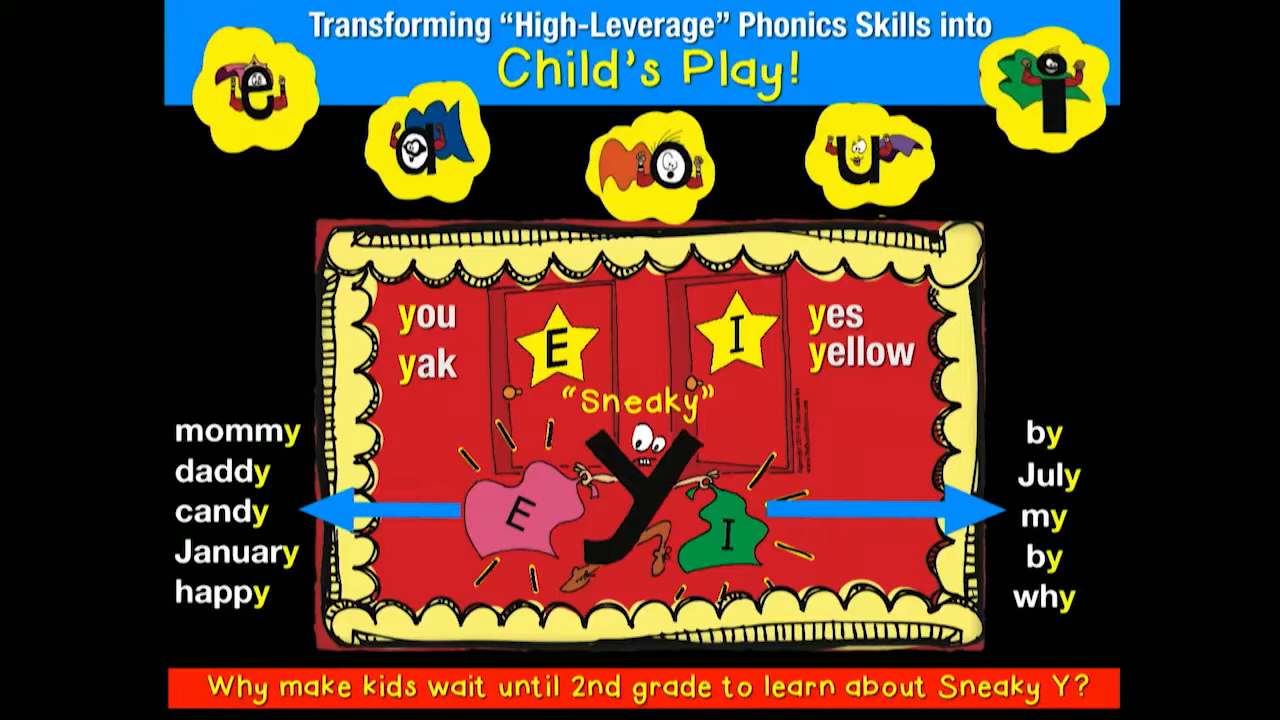 Transforming “High-Leverage” Phonics Skills into
Child's Play!
e
a
o
u
i
you
yak
E
I
yes
yellow
“Sneaky”
y
E
I
mommy
daddy
candy
January
happy
by
July
my
by
why
Why make kids wait until 2nd grade to learn about Sneaky Y?